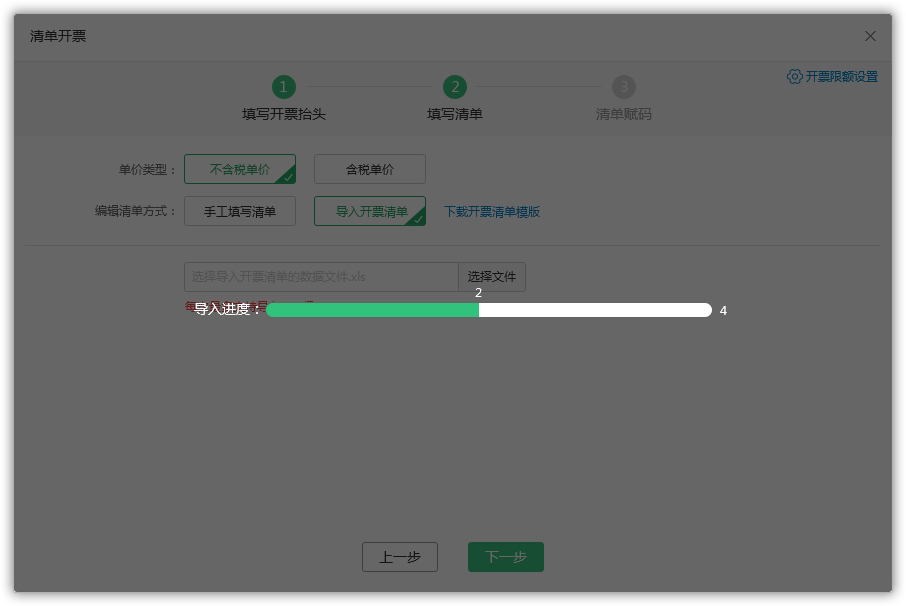 清单开票
1
2
3
开票限额设置
填写开票抬头
填写清单
清单赋码
单价类型：
不含税单价
含税单价
编辑清单方式：
手工填写清单
导入开票清单
下载开票清单模版
选择导入开票清单的数据文件.xls
选择文件
2
导入进度：
4
上一步
下一步